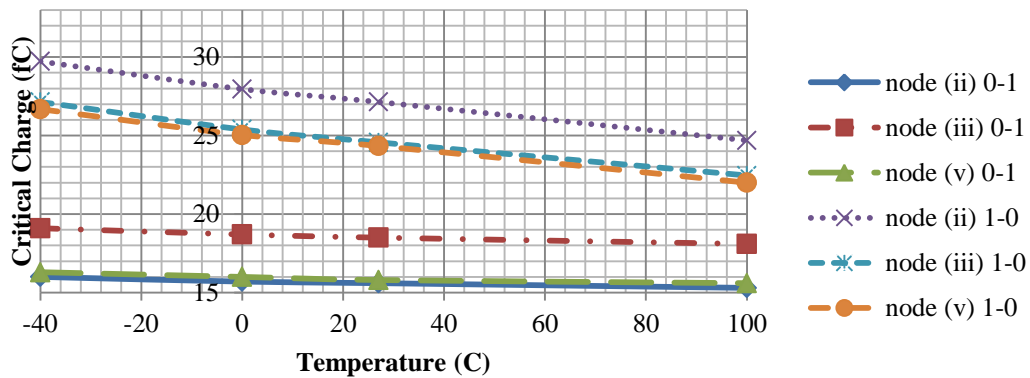 Critical Charge (fC)
30
25
20
15
-40 -20 0 20 40 60 80 100
Temperature (C)
node (ii) 0-1
node (iii) 0-1
node (v) 0-1
node (ii) 1-0
node (iii) 1-0
node (v) 1-0